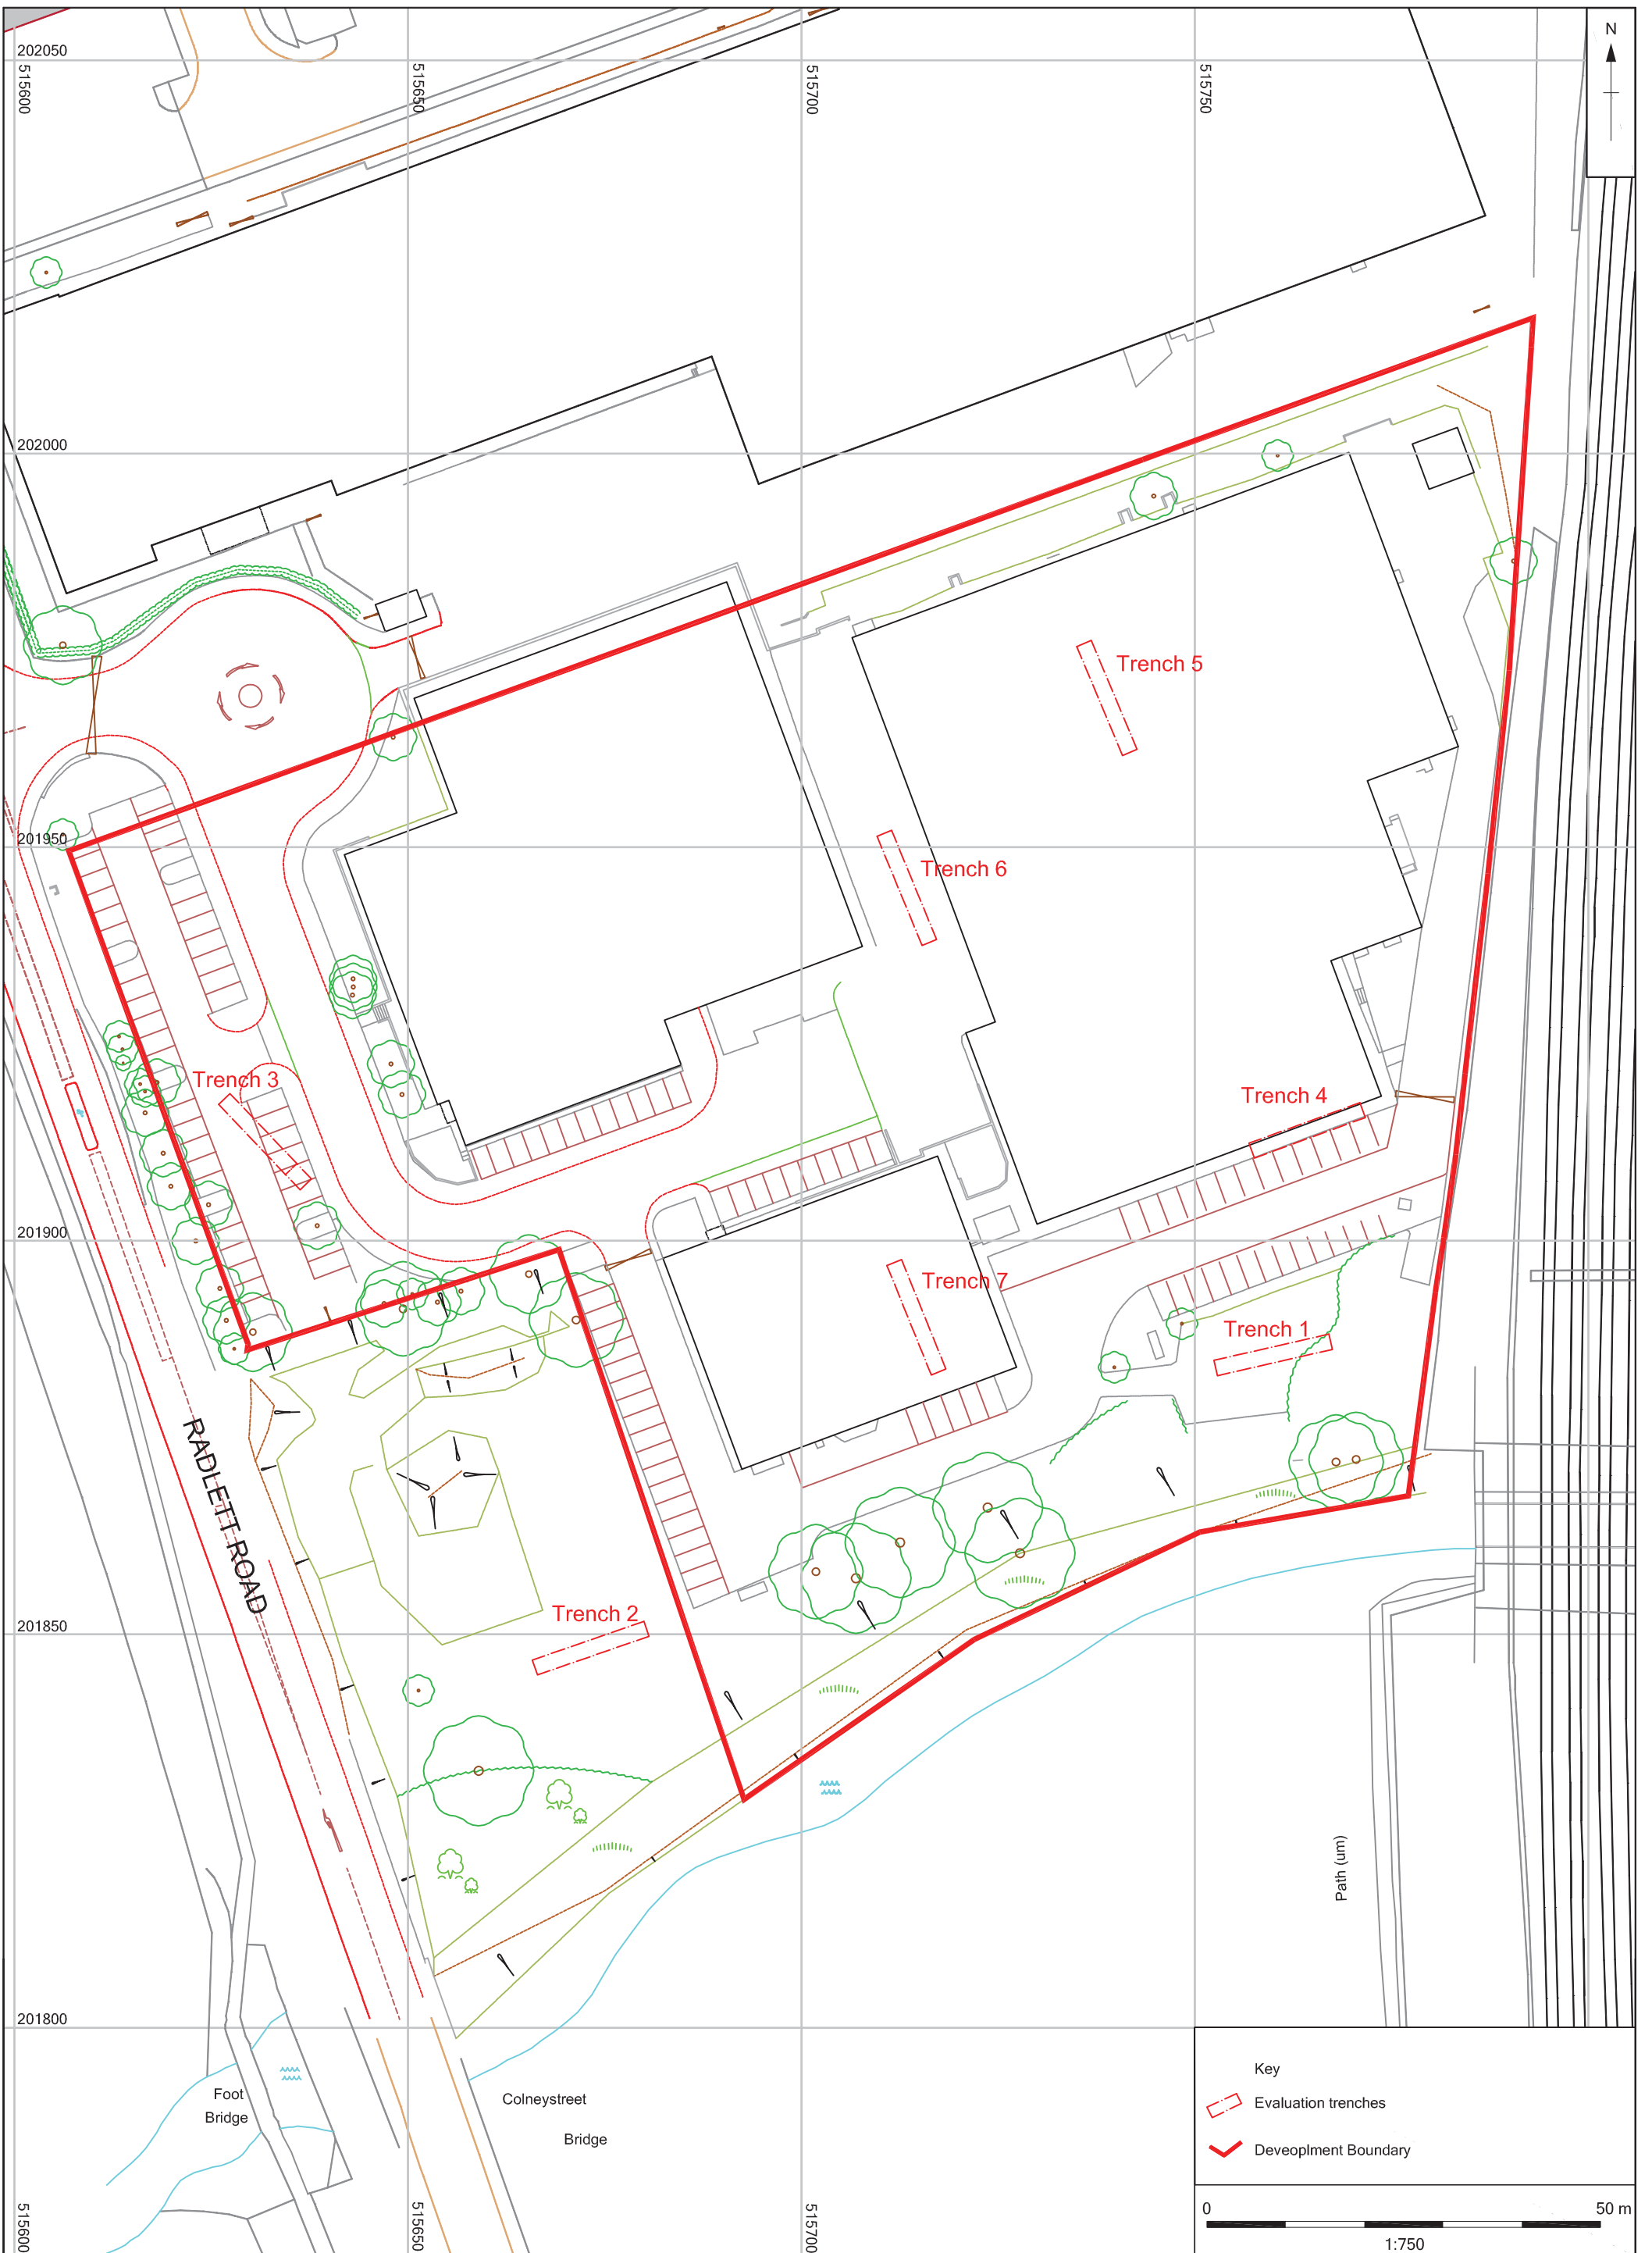 N
202050
515600
515650
515700
515750
202000
Trench 5
201950
Trench 6
Trench 3
Trench 4
201900
Trench 7
Trench 1
RADLETT ROAD
Trench 2
201850
Path (um)
201800
Foot
Bridge
Colneystreet
Bridge
Key
Evaluation trenches
Deveoplment Boundary
515600
515650
515700
0
50 m
1:750